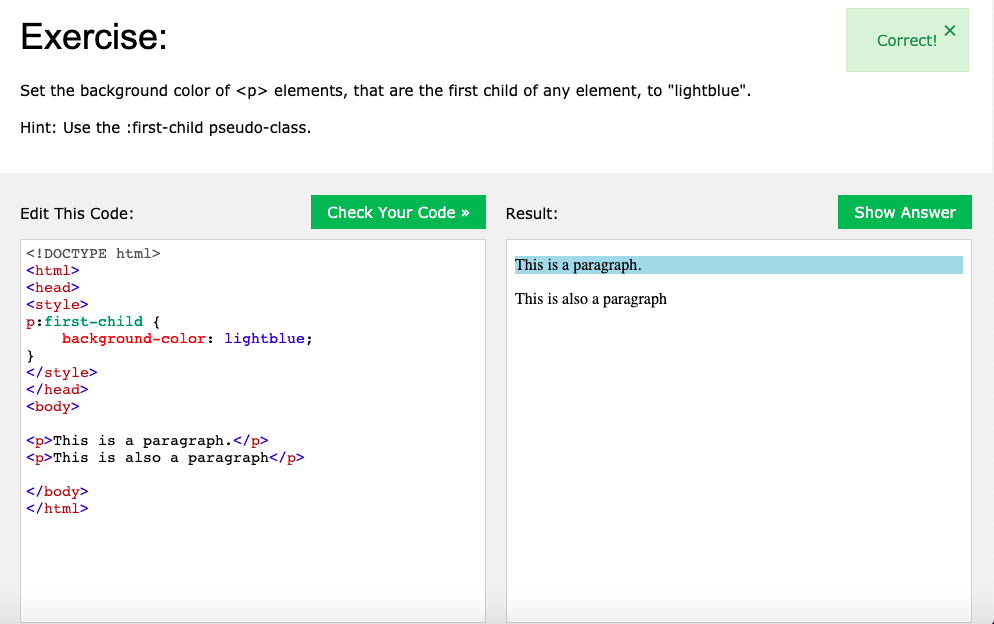 Exercise:
Correct!
×
Set the background color of <p> elements, that are the first child of any element, to "lightblue".
Hint: Use the :first-child pseudo-class.
Edit This Code:
Check Your Code »
<!DOCTYPE html>
<html>
<head>
<style>
p:first-child {
    background-color: lightblue;
}
</style>
</head>
<body>
<p>This is a paragraph.</p>
<p>This is also a paragraph</p>
</body>
</html>
Result:
Show Answer
This is a paragraph.
This is also a paragraph